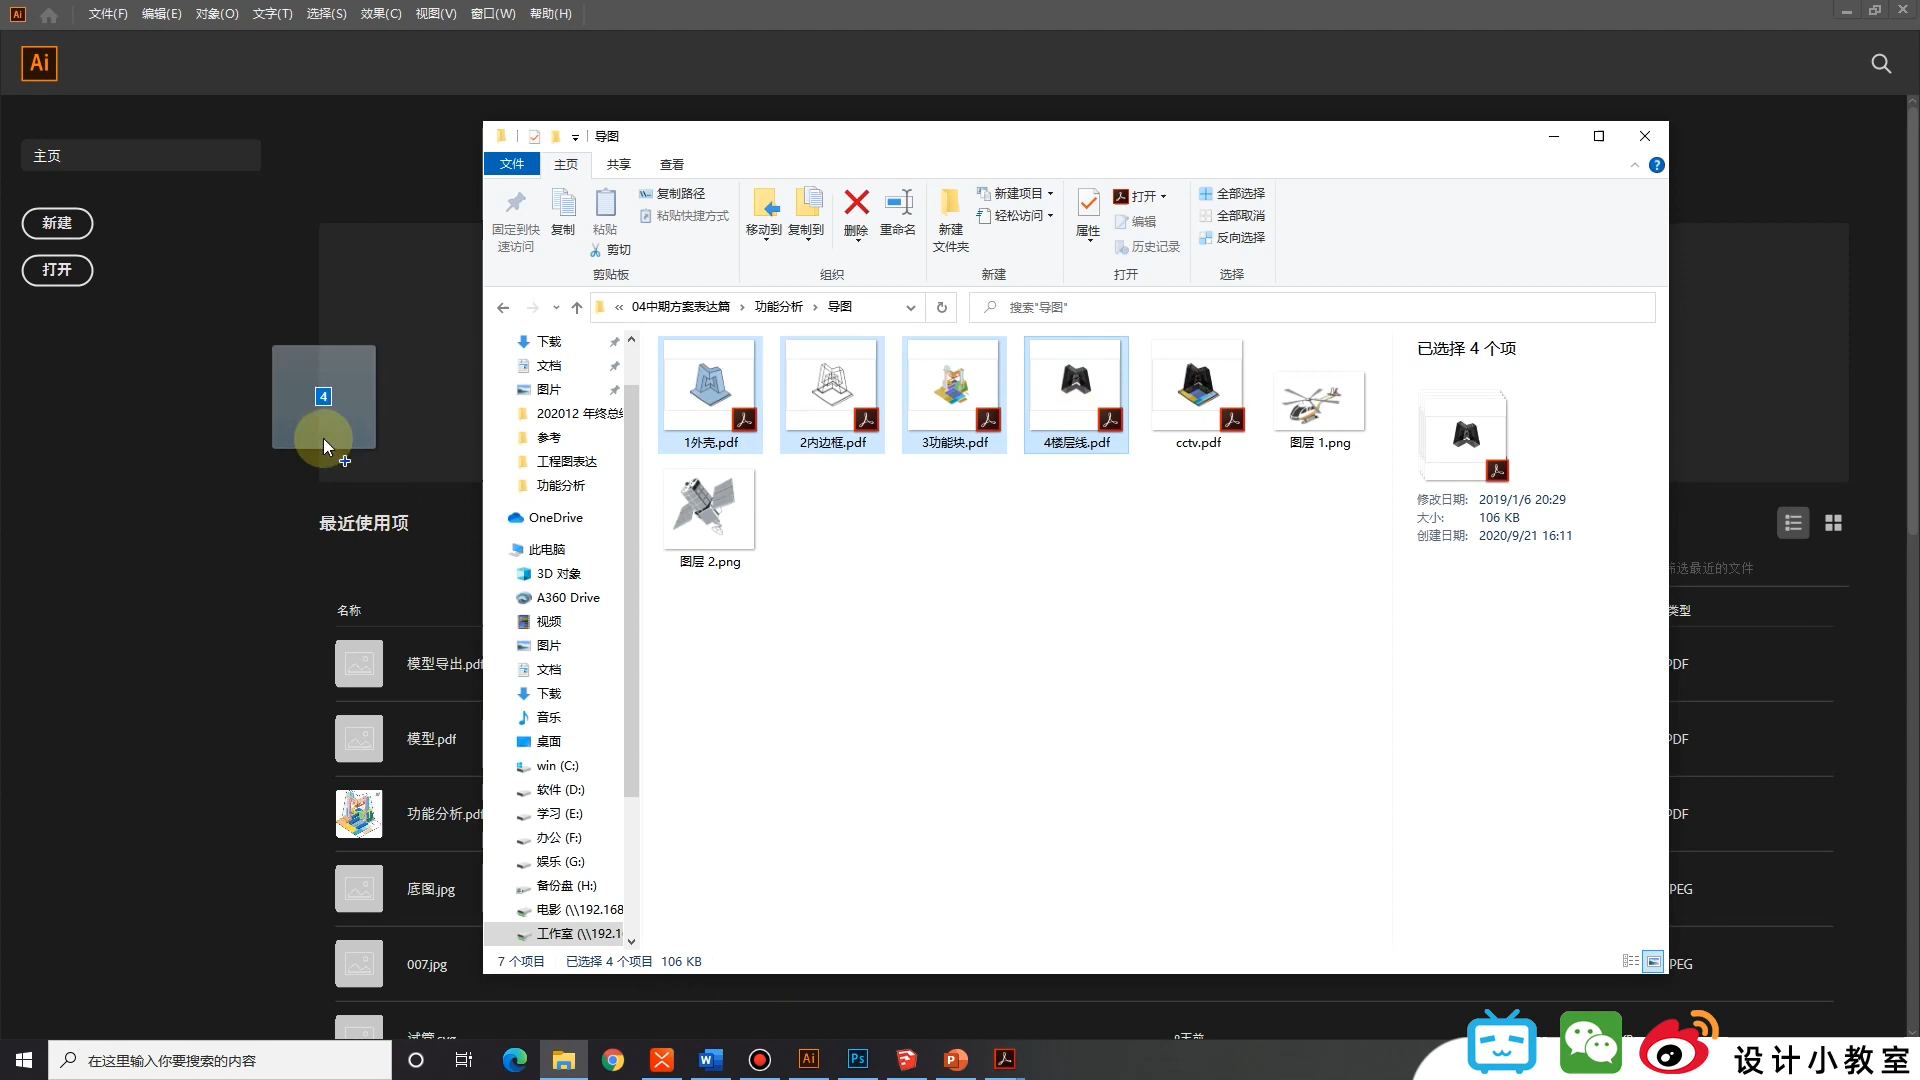 Ai 文件(F) 编辑(E) 对象(O) 文字(T) 选择(S) 效果(C) 视图(V) 窗口(W) 帮助(H)
Ai
主页
新建
打开
4
最近使用项
名称
模型导出.pdf
模型.pdf
功能分析.pdf
底图.jpg
007.jpg
导图
文件 主页 共享 查看
固定到快
速访问
复制
粘贴
复制路径
粘贴快捷方式
剪切
剪贴板
移动到
复制到
删除
重命名
组织
新建
文件夹
新建项目
轻松访问
新建
属性
打开
编辑
历史记录
打开
全部选择
全部取消
反向选择
选择
« 04中期方案表达篇 › 功能分析 › 导图
搜索"导图"
下载
文档
图片
202012 年终总结
参考
工程图表达
功能分析
OneDrive
此电脑
3D 对象
A360 Drive
视频
图片
文档
下载
音乐
桌面
win (C:)
软件 (D:)
学习 (E:)
办公 (F:)
娱乐 (G:)
备份盘 (H:)
电影 (\\192.168
工作室 (\\192.1
1外壳.pdf
2内边框.pdf
3功能块.pdf
4楼层线.pdf
cctv.pdf
图层 1.png
图层 2.png
已选择 4 个项
修改日期: 2019/1/6 20:29
大小: 106 KB
创建日期: 2020/9/21 16:11
7 个项目 已选择 4 个项目 106 KB
筛选最近的文件
类型
PDF
PDF
PDF
PEG
PEG
在这里输入你要搜索的内容
Ai
Ps
设计小教室